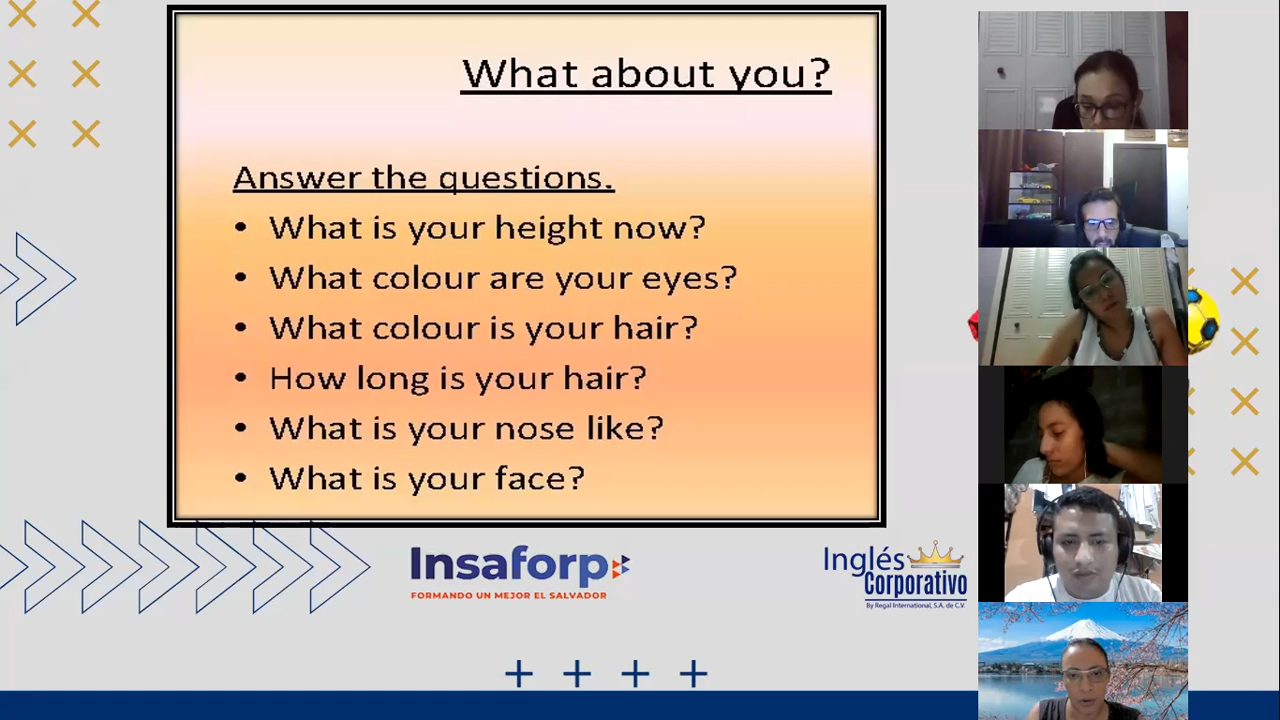 What about you?
Answer the questions.
• What is your height now?
• What colour are your eyes?
• What colour is your hair?
• How long is your hair?
• What is your nose like?
• What is your face?
Insaforp
FORMANDO UN MEJOR EL SALVADOR
Inglés
Corporativo
By Regal International, S.A. de C.V.